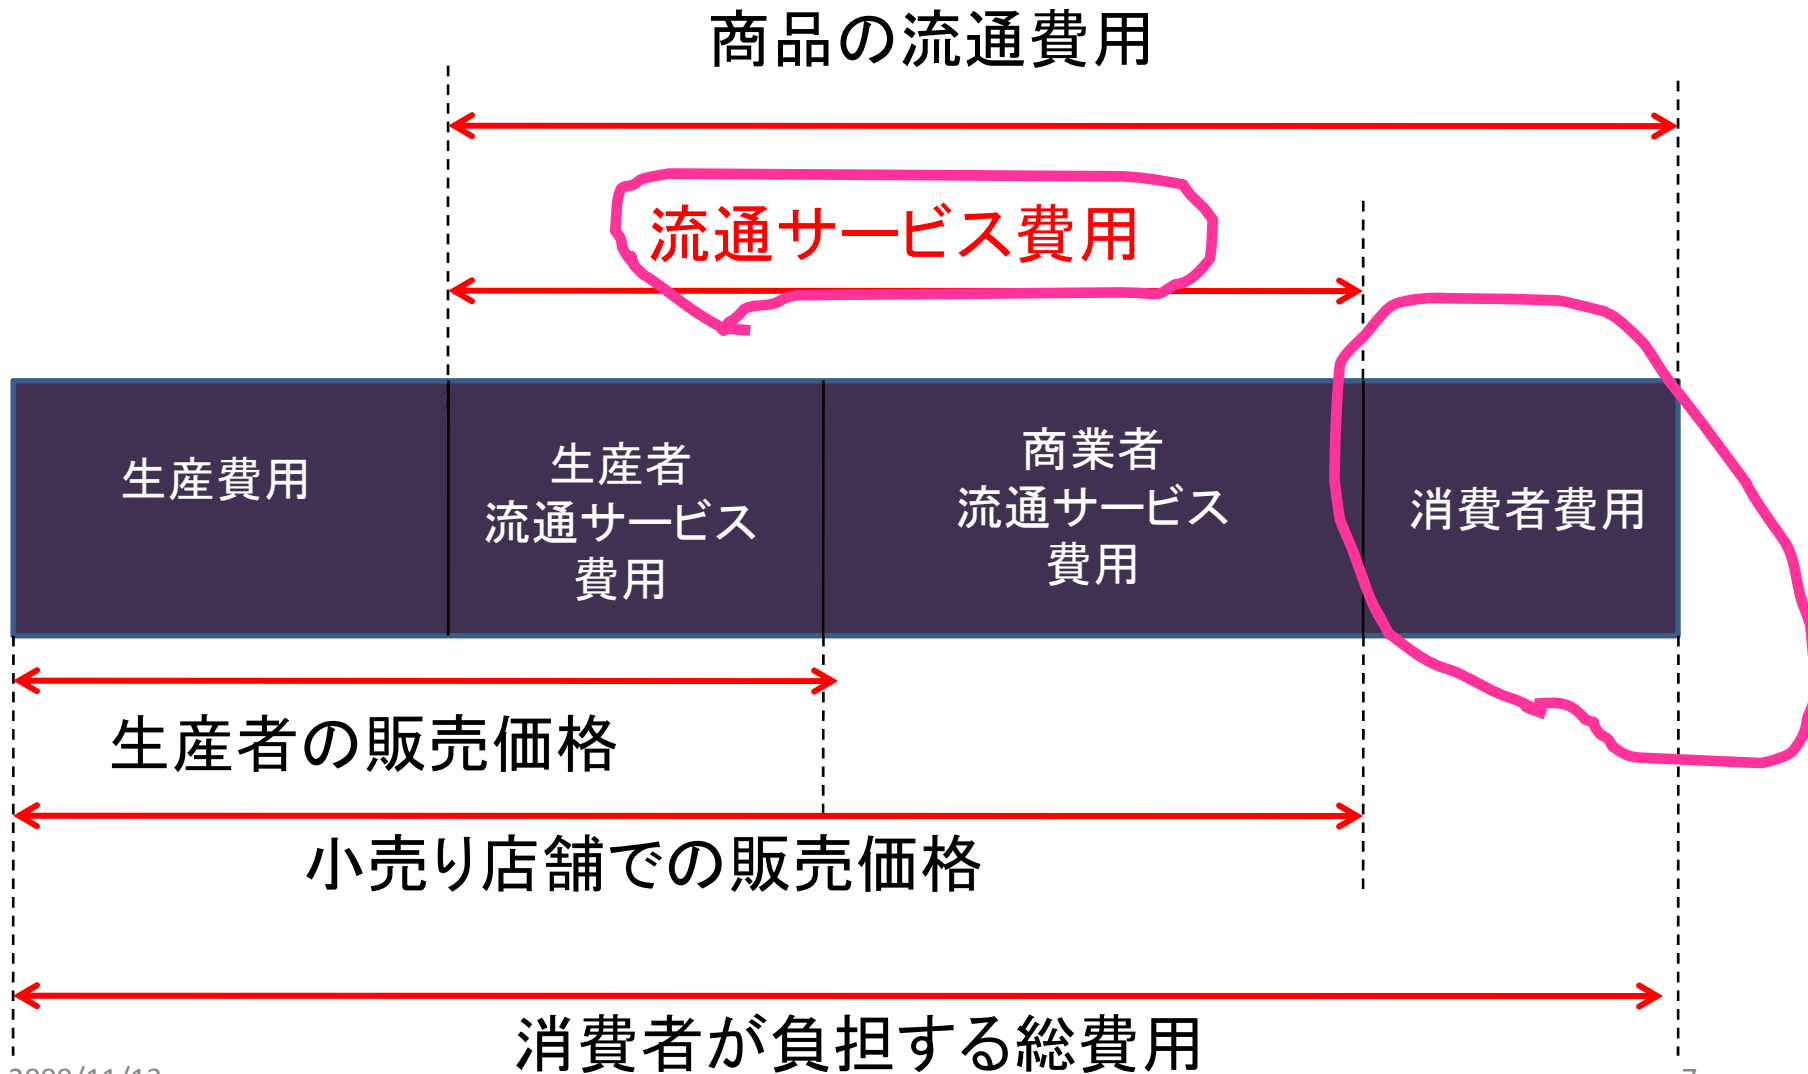 商品の流通費用
流通サービス費用
生産費用
生産者
流通サービス
費用
商業者
流通サービス
費用
消費者費用
生産者の販売価格
小売り店舗での販売価格
消費者が負担する総費用